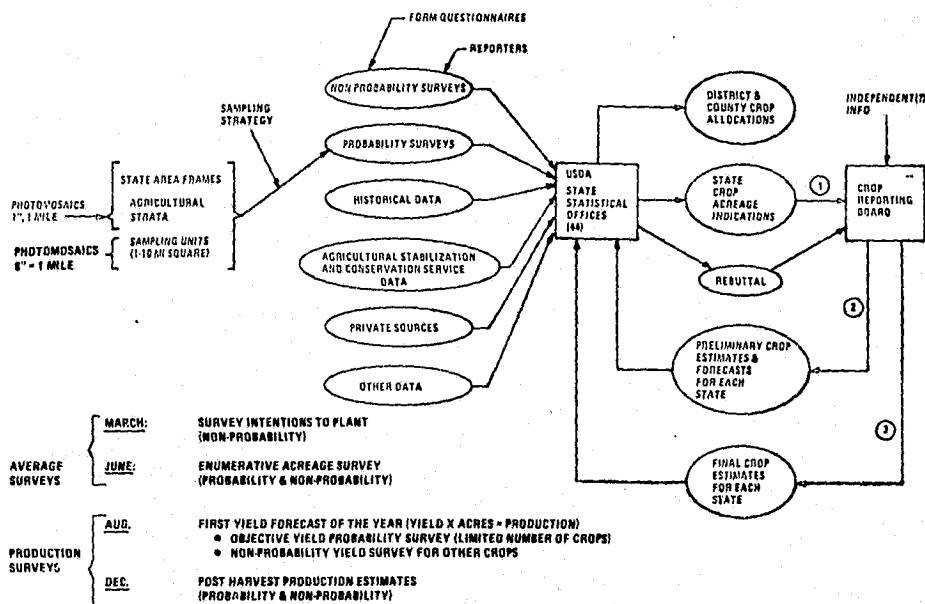 FORM QUESTIONNAIRES
REPORTERS
NON PROBABILITY SURVEYS
SAMPLING
STRATEGY
PROBABILITY SURVEYS
STATE AREA FRAMES
AGRICULTURAL
STRATA
PHOTOMOSAICS
1", 1 MILE
SAMPLING UNITS
(1-10 MI SQUARE)
PHOTOMOSAICS
8" = 1 MILE
HISTORICAL DATA
AGRICULTURAL STABILIZATION
AND CONSERVATION SERVICE
DATA
PRIVATE SOURCES
OTHER DATA
USDA
STATE
STATISTICAL
OFFICES
(44)
DISTRICT &
COUNTY CROP
ALLOCATIONS
STATE
CROP
ACREAGE
INDICATIONS
1
INDEPENDENT(?)
INFO
CROP
REPORTING
BOARD
REBUTTAL
2
PRELIMINARY CROP
ESTIMATES &
FORECASTS
FOR EACH
STATE
3
FINAL CROP
ESTIMATES
FOR EACH
STATE
AVERAGE
SURVEYS
MARCH: SURVEY INTENTIONS TO PLANT
(NON-PROBABILITY)
JUNE: ENUMERATIVE ACREAGE SURVEY
(PROBABILITY & NON-PROBABILITY)
PRODUCTION
SURVEYS
AUG. FIRST YIELD FORECAST OF THE YEAR (YIELD X ACRES = PRODUCTION)
• OBJECTIVE YIELD PROBABILITY SURVEY (LIMITED NUMBER OF CROPS)
• NON-PROBABILITY YIELD SURVEY FOR OTHER CROPS
DEC. POST HARVEST PRODUCTION ESTIMATES
(PROBABILITY & NON-PROBABILITY)